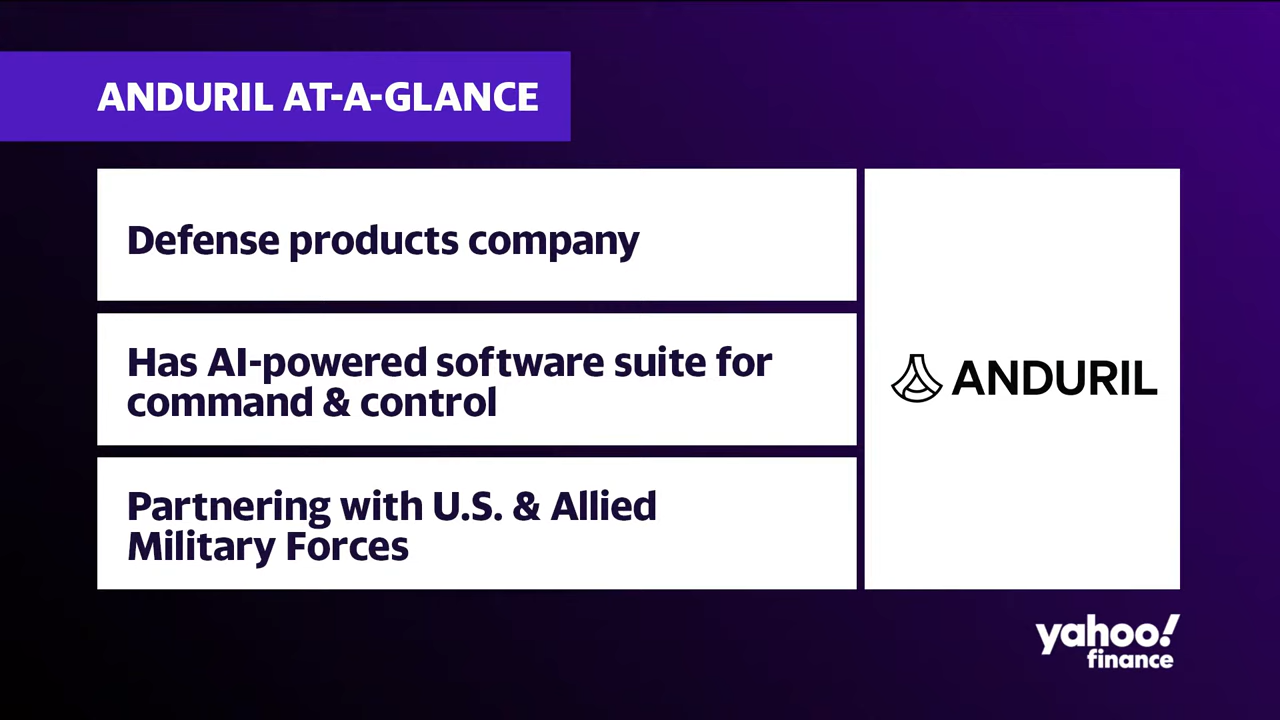 ANDURIL AT-A-GLANCE
Defense products company
Has AI-powered software suite for
command & control
Partnering with U.S. & Allied
Military Forces
ANDURIL
yahoo!
finance